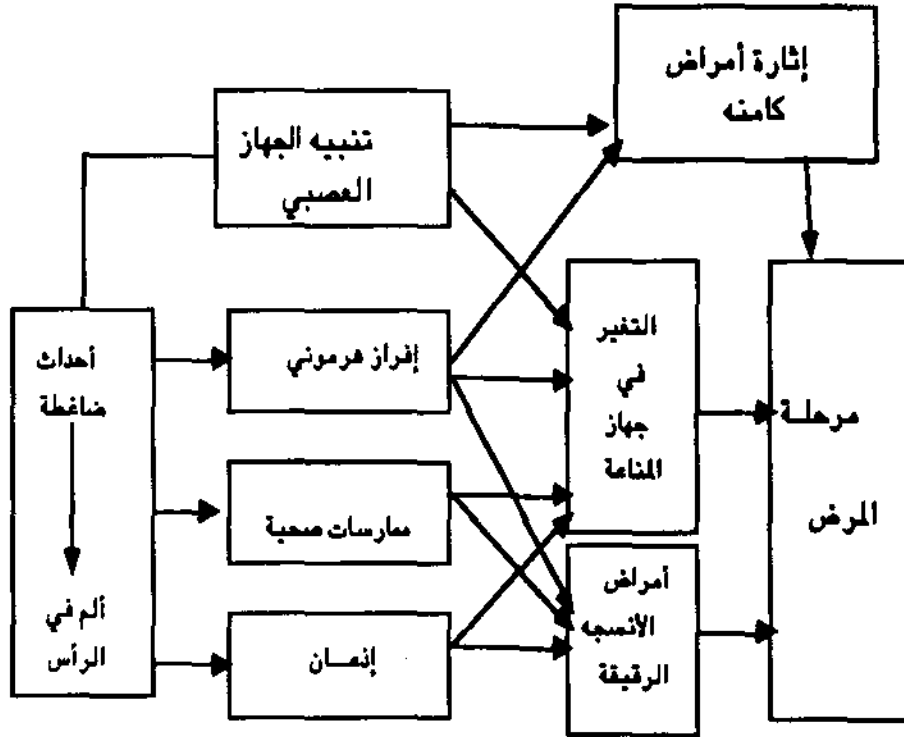 إثارة أمراض
كامنه
تنبيه الجهاز
العصبي
أحداث
ضاغطة
ألم في
الرأس
إفراز هرموني
ممارسات صحية
إدمـان
التغير
في
جهاز
المناعة
أمراض
الأنسجه
الرقيقة
مرحلـة
المرض